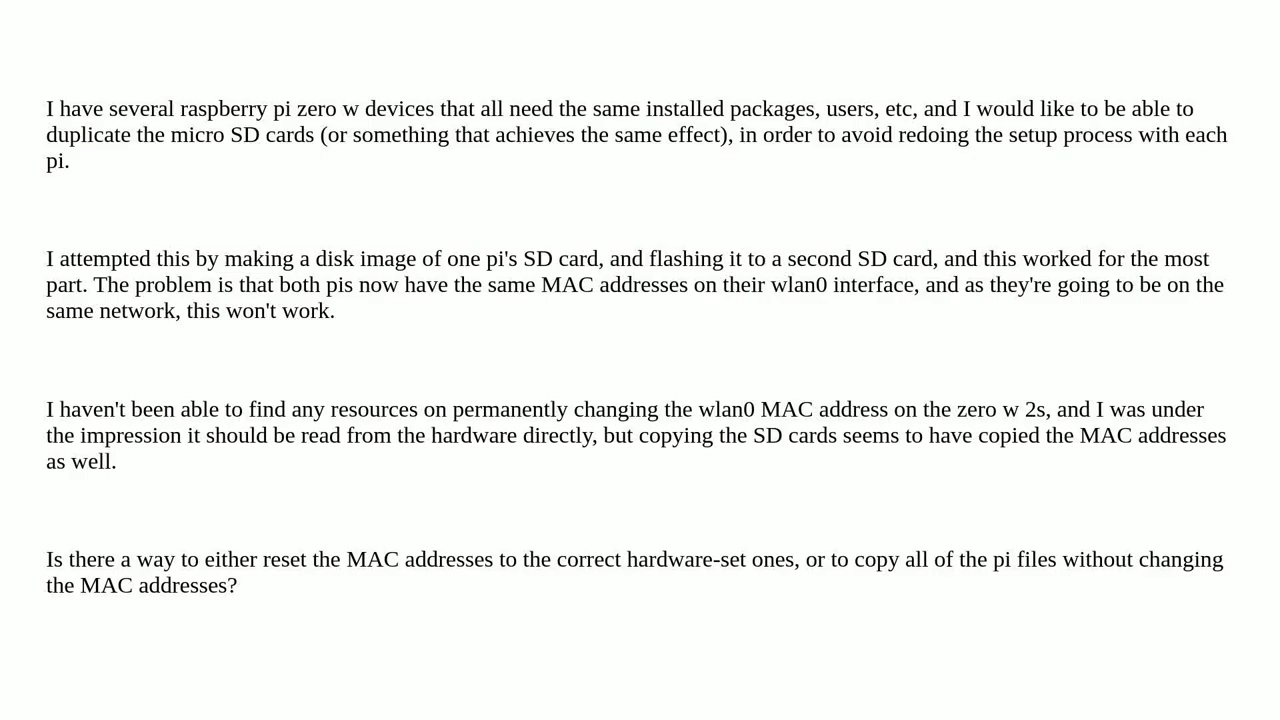 I have several raspberry pi zero w devices that all need the same installed packages, users, etc, and I would like to be able to
duplicate the micro SD cards (or something that achieves the same effect), in order to avoid redoing the setup process with each
pi.
I attempted this by making a disk image of one pi's SD card, and flashing it to a second SD card, and this worked for the most
part. The problem is that both pis now have the same MAC addresses on their wlan0 interface, and as they're going to be on the
same network, this won't work.
I haven't been able to find any resources on permanently changing the wlan0 MAC address on the zero w 2s, and I was under
the impression it should be read from the hardware directly, but copying the SD cards seems to have copied the MAC addresses
as well.
Is there a way to either reset the MAC addresses to the correct hardware-set ones, or to copy all of the pi files without changing
the MAC addresses?